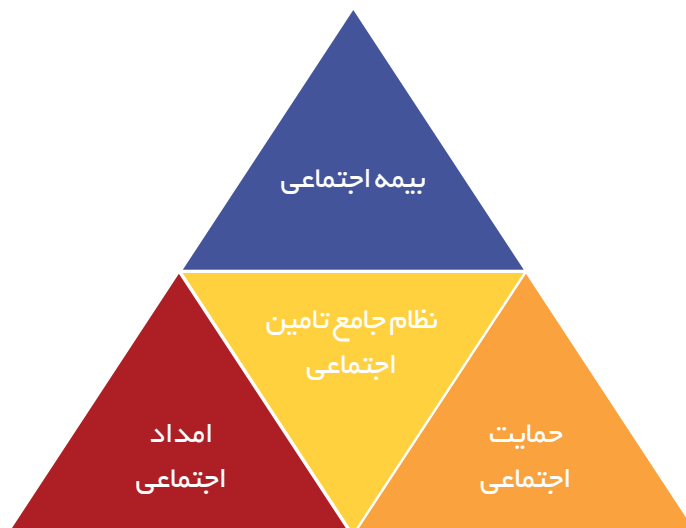 بیمه اجتماعی
نظام جامع تامین
اجتماعی
حمایت
اجتماعی
امداد
اجتماعی